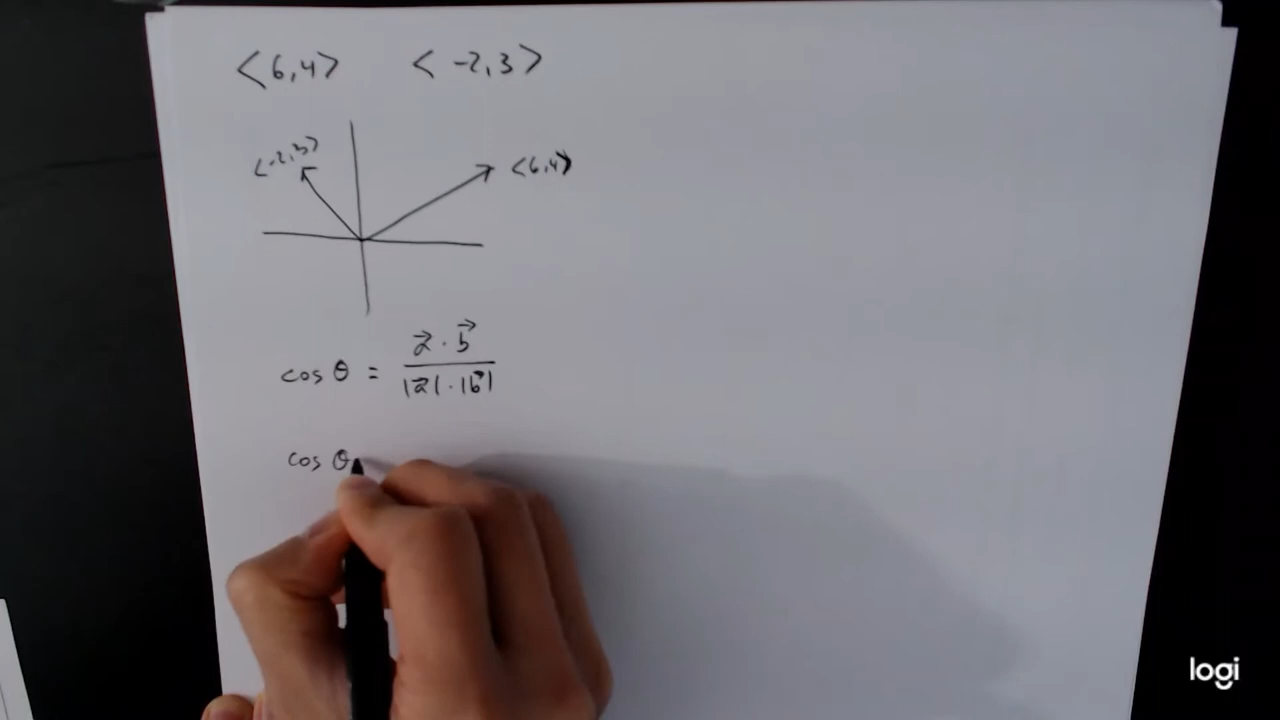 <6,4> <-2,3>
<-2,3> <6,4>
cos θ = a⃗ · b⃗ / |a⃗| · |b⃗|
cos θ
logi